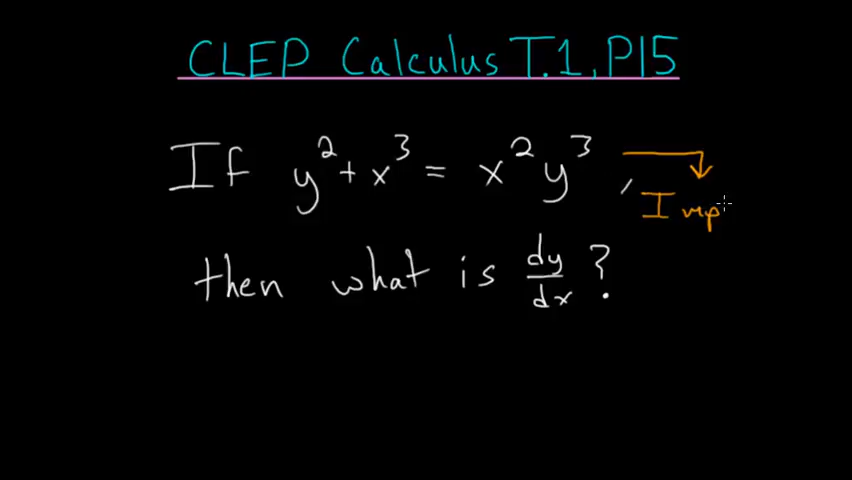 CLEP Calculus T.1, P15
If y² + x³ = x²y³,
Imp
then what is dy/dx?